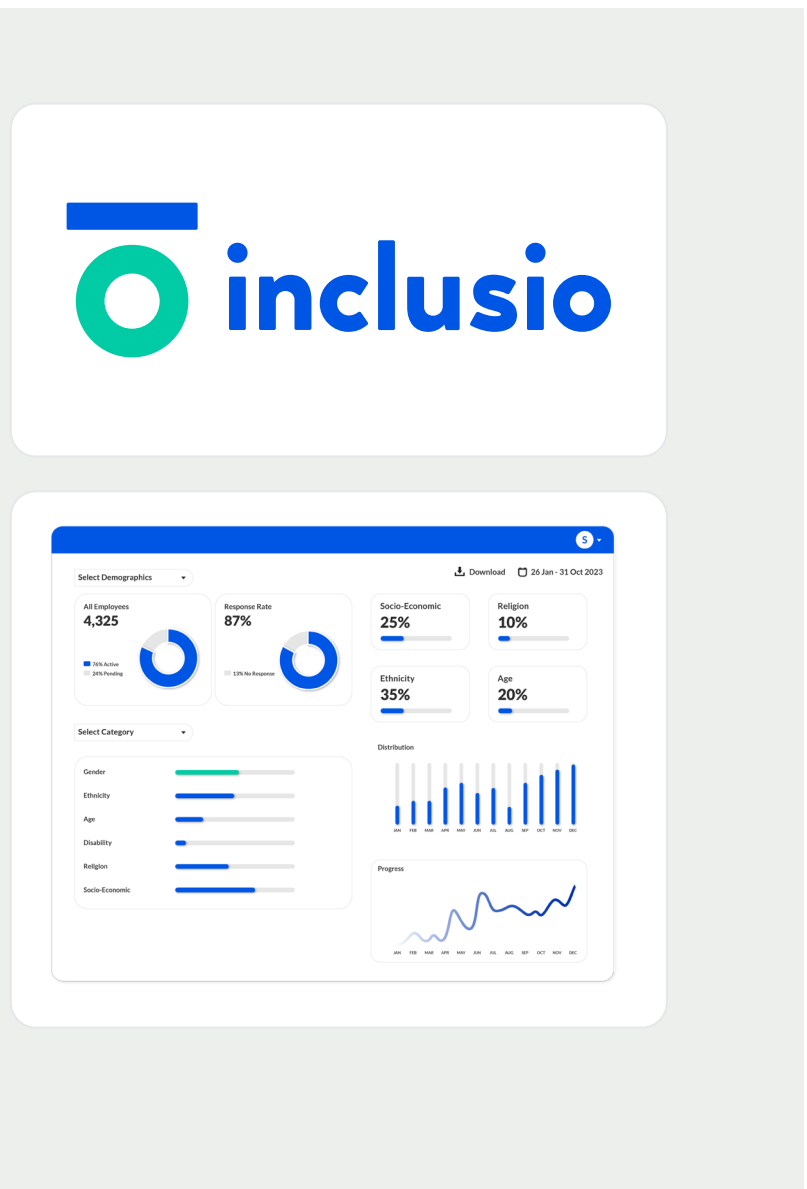 inclusio
S
Download 26 Jan - 31 Oct 2023
Select Demographics
All Employees
4,325
76% Active
24% Pending
Response Rate
87%
13% No Response
Socio-Economic
25%
Religion
10%
Ethnicity
35%
Age
20%
Select Category
Gender
Ethnicity
Age
Disability
Religion
Socio-Economic
Distribution
JAN FEB MAR APR MAY JUN JUL AUG SEP OCT NOV DEC
Progress
JAN FEB MAR APR MAY JUN JUL AUG SEP OCT NOV DEC